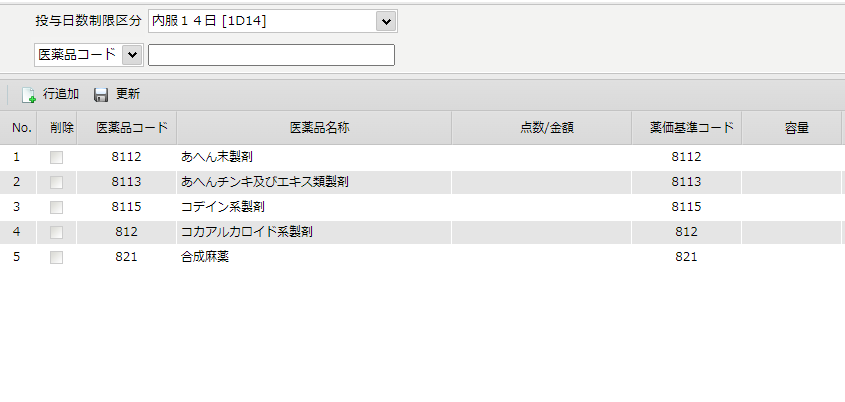 投与日数制限区分 内服１４日 [1D14]
医薬品コード
行追加 更新
No. 削除 医薬品コード 医薬品名称 点数/金額 薬価基準コード 容量
1 8112 あへん末製剤 8112
2 8113 あへんチンキ及びエキス類製剤 8113
3 8115 コデイン系製剤 8115
4 812 コカアルカロイド系製剤 812
5 821 合成麻薬 821